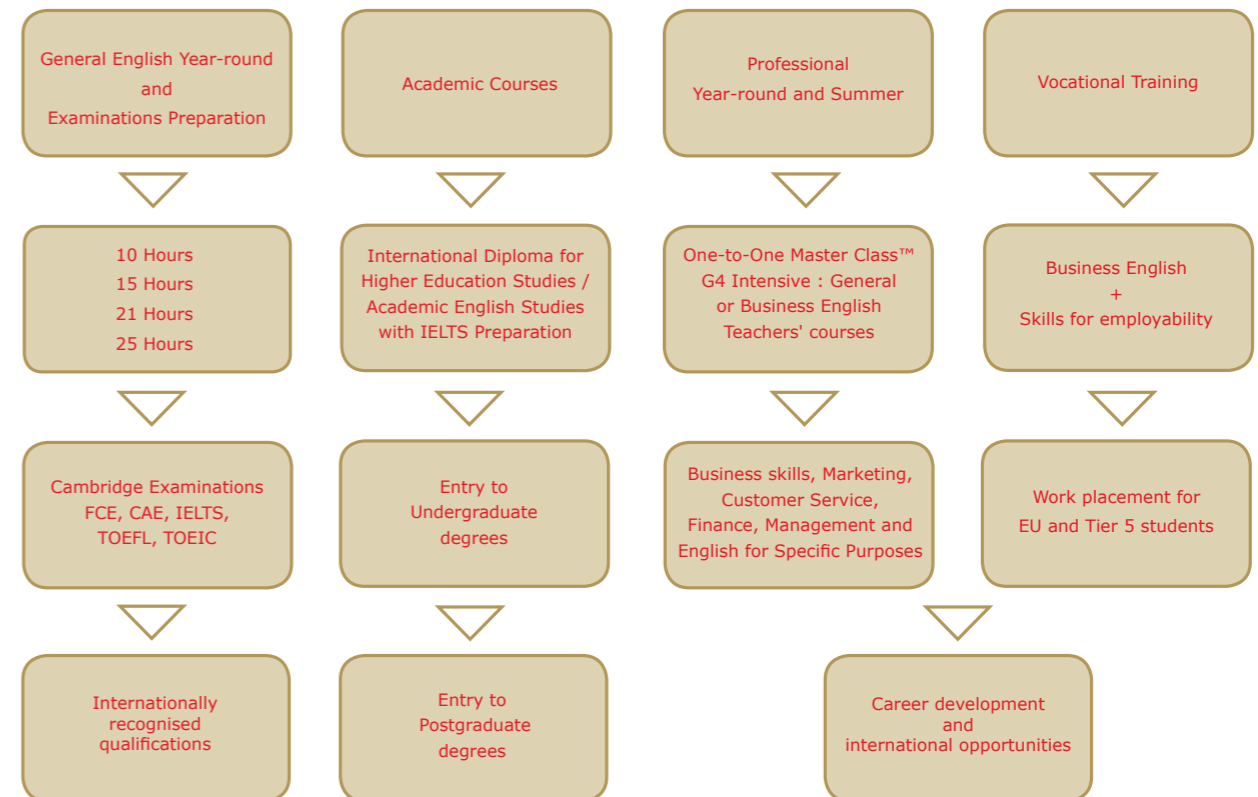 General English Year-round
and
Examinations Preparation
Academic Courses
Professional
Year-round and Summer
Vocational Training
10 Hours
15 Hours
21 Hours
25 Hours
International Diploma for
Higher Education Studies /
Academic English Studies
with IELTS Preparation
One-to-One Master Class™
G4 Intensive : General
or Business English
Teachers' courses
Business English
+
Skills for employability
Cambridge Examinations
FCE, CAE, IELTS,
TOEFL, TOEIC
Entry to
Undergraduate
degrees
Business skills, Marketing,
Customer Service,
Finance, Management and
English for Specific Purposes
Work placement for
EU and Tier 5 students
Internationally
recognised
qualifications
Entry to
Postgraduate
degrees
Career development
and
international opportunities